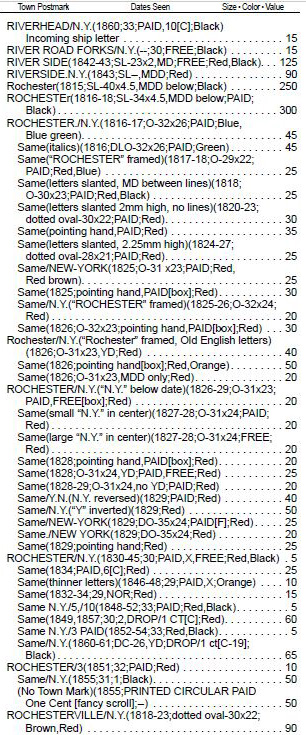 Town Postmark Dates Seen Size • Color • Value
RIVERHEAD/N.Y.(1860;33;PAID,10[C];Black)
Incoming ship letter . . . . . . . . . . . . . . . . . . . . . . . . . . . 15
RIVER ROAD FORKS/N.Y.(--;30;FREE;Black) . . . . . . 15
RIVER SIDE(1842-43;SL-23x2,MD;FREE;Red,Black). . . 125
RIVERSIDE.N.Y.(1843;SL–,MDD;Red) . . . . . . . . . . . . 90
Rochester(1815;SL-40x4.5,MDD below;Black) . . . . . . 250
ROCHESTEr(1816-18;SL-34x4.5,MDD below;PAID;
Black) . . . . . . . . . . . . . . . . . . . . . . . . . . . . . . . . . . . 300
ROCHESTER./N.Y.(1816-17;O-32x26;PAID;Blue,
Blue green). . . . . . . . . . . . . . . . . . . . . . . . . . . . . . . . 45
Same(italics)(1816;DLO-32x26;PAID;Green) . . . . . . 45
Same("ROCHESTER" framed)(1817-18;O-29x22;
PAID;Red,Blue) . . . . . . . . . . . . . . . . . . . . . . . . . . . . 25
Same(letters slanted, MD between lines)(1818;
O-30x23;PAID;Red,Black) . . . . . . . . . . . . . . . . . . . . 25
Same(letters slanted 2mm high, no lines)(1820-23;
dotted oval-30x22;PAID;Red). . . . . . . . . . . . . . . . . . 30
Same(pointing hand,PAID;Red) . . . . . . . . . . . . . . . . 35
Same(letters slanted, 2.25mm high)(1824-27;
dotted oval-28x21;PAID;Red). . . . . . . . . . . . . . . . . . 25
Same/NEW-YORK(1825;O-31 x23;PAID;Red,
Red brown). . . . . . . . . . . . . . . . . . . . . . . . . . . . . . . . 25
Same(1825;pointing hand,PAID[box];Red) . . . . . . . . 30
Same/N.Y.("ROCHESTER" framed)(1825-26;O-32x24;
Red) . . . . . . . . . . . . . . . . . . . . . . . . . . . . . . . . . . . . . 20
Same(1826;O-32x23;pointing hand,PAID[box];Red) . . 30
Rochester/N.Y.("Rochester" framed, Old English letters)
(1826;O-31x23,YD;Red) . . . . . . . . . . . . . . . . . . . . . . 40
Same(1826;pointing hand[box];Red,Orange) . . . . . . 50
Same(1826;O-31x23,MDD only;Red) . . . . . . . . . . . . 20
ROCHESTER/N.Y.("N.Y." below date)(1826-29;O-31x23;
PAID,FREE[box];Red) . . . . . . . . . . . . . . . . . . . . . . . . 20
Same(small "N.Y." in center)(1827-28;O-31x24;PAID;
Red) . . . . . . . . . . . . . . . . . . . . . . . . . . . . . . . . . . . . . 20
Same(large "N.Y." in center)(1827-28;O-31x24;FREE;
Red) . . . . . . . . . . . . . . . . . . . . . . . . . . . . . . . . . . . . . 20
Same(1828;pointing hand,PAID[box];Red) . . . . . . . . 20
Same(1828;O-31x24,YD;PAID,FREE;Red) . . . . . . . . 25
Same(1828-29;O-31x24,no YD;PAID;Red) . . . . . . . . 20
Same/Y.N.(N.Y. reversed)(1829;PAID;Red) . . . . . . . . 40
Same/N.Y.("Y" inverted)(1829;Red) . . . . . . . . . . . . . . 50
Same/NEW-YORK(1829;DO-35x24;PAID[F];Red) . . . . 25
Same./NEW YORK(1829;DO-35x24;Red) . . . . . . . . . . 20
Same(1829;pointing hand;Red) . . . . . . . . . . . . . . . . . 25
ROCHESTER/N.Y.(1830-45;30;PAID,X,FREE;Red,Black) . 5
Same(1834;PAID,6[C];Red) . . . . . . . . . . . . . . . . . . . . 25
Same(thinner letters)(1846-48;29;PAID,X;Orange) . . 10
Same(1832-34;29,NOR;Red) . . . . . . . . . . . . . . . . . . . 15
Same N.Y./5,/10(1848-52;33;PAID;Red,Black) . . . . . . 5
Same(1849,1857;30;2,DROP/1 CT[C];Red) . . . . . . . . 60
Same N.Y./3 PAID(1852-54;33;Red,Black) . . . . . . . . . 5
Same/N.Y.(1860-61;DC-26,YD;DROP/1 ct[C-19];
Black) . . . . . . . . . . . . . . . . . . . . . . . . . . . . . . . . . . . . 65
ROCHESTER/3(1851;32;PAID;Red) . . . . . . . . . . . . . . 10
Same/N.Y.(1855;31;1;Black) . . . . . . . . . . . . . . . . . . . 50
(No Town Mark)(1855;PRINTED CIRCULAR PAID
One Cent [fancy scroll];–) . . . . . . . . . . . . . . . . . . . . . 50
ROCHESTERVILLE/N.Y.(1818-23;dotted oval-30x22;
Brown,Red) . . . . . . . . . . . . . . . . . . . . . . . . . . . . . . . . 90